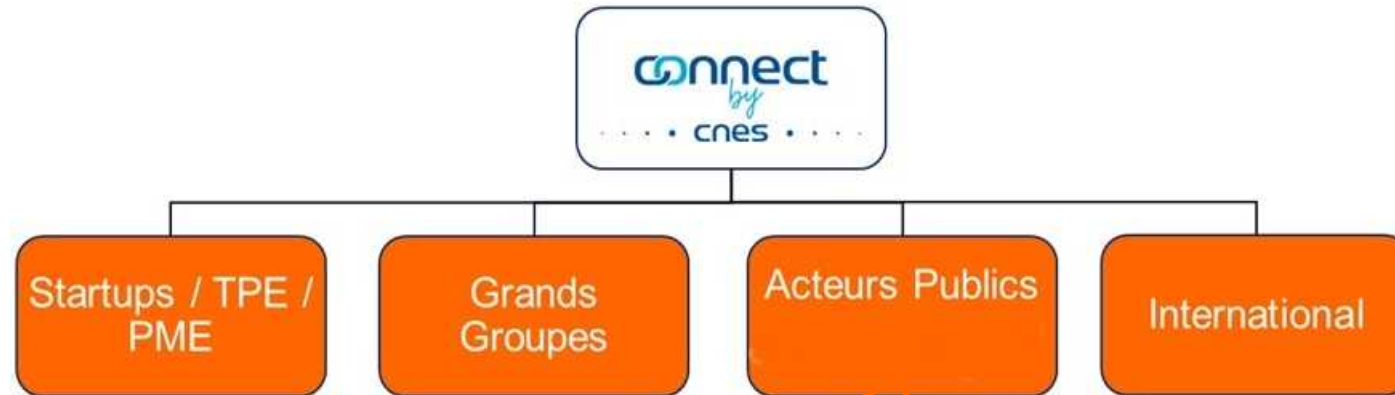 connect
by
cnes
Startups / TPE /
PME
Grands
Groupes
Acteurs Publics
International